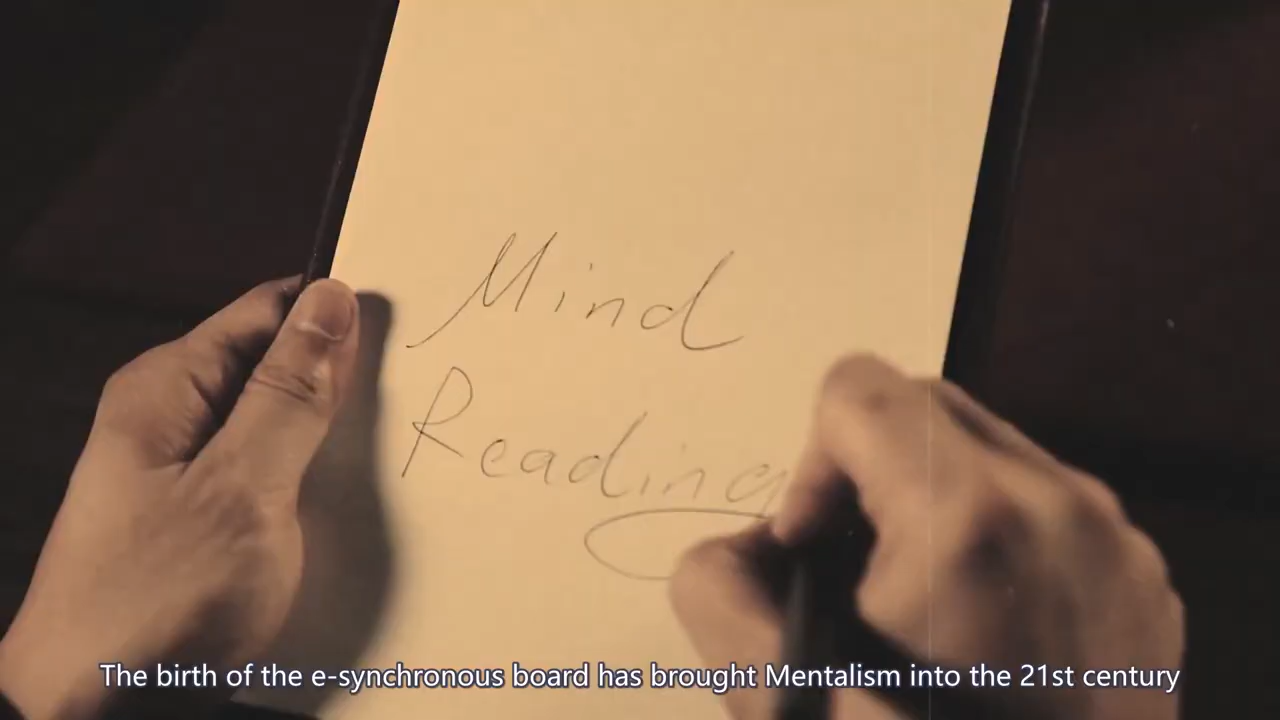 Mind
Reading
The birth of the e-synchronous board has brought Mentalism into the 21st century